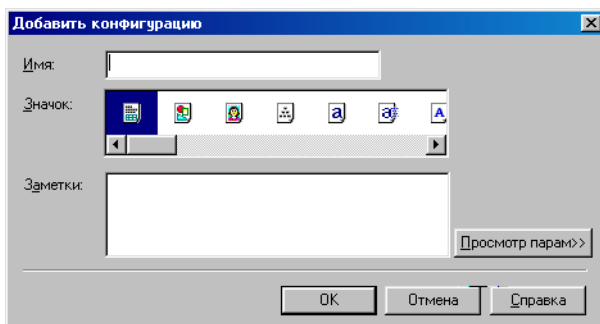 Добавить конфигурацию
Имя:
Значок:
a
a
A
Заметки:
Просмотр парам>>
OK
Отмена
Справка